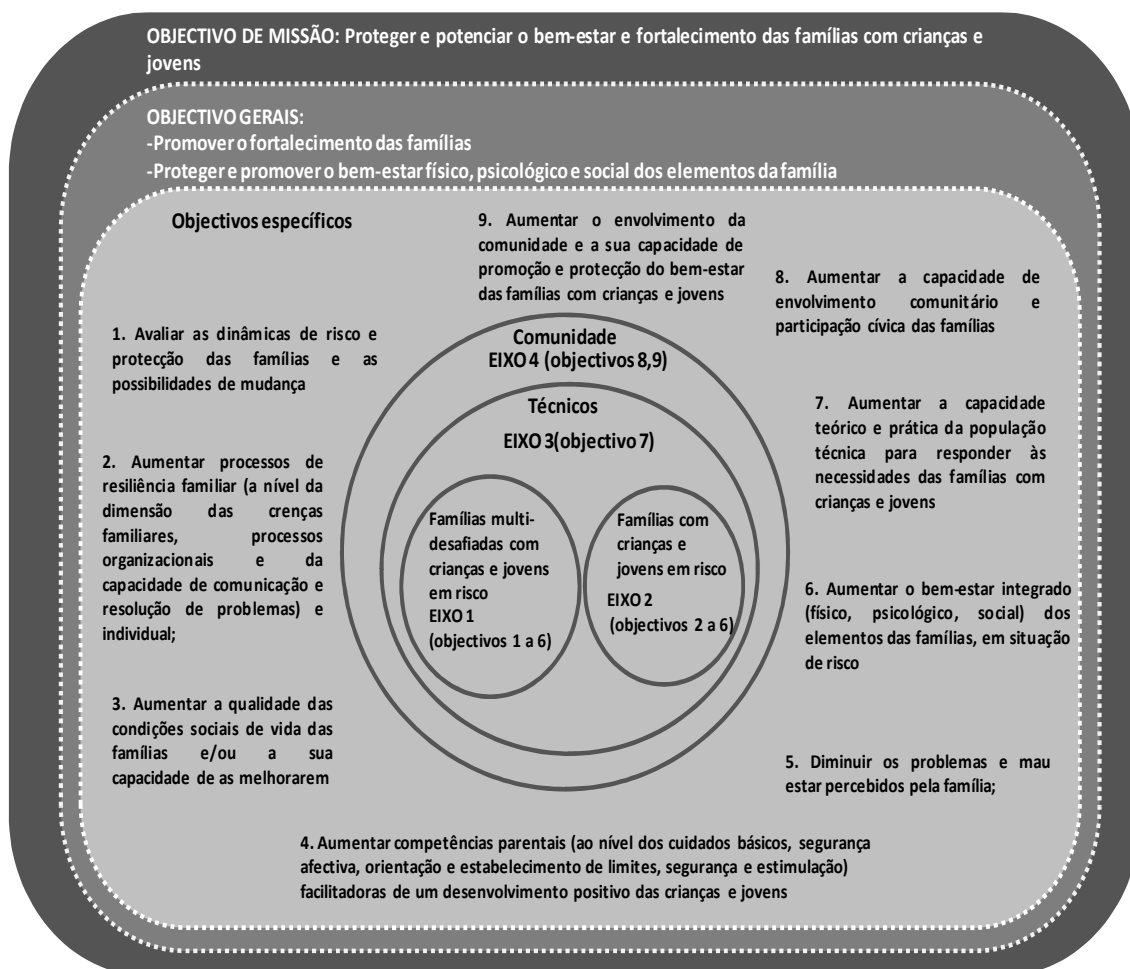 OBJECTIVO DE MISSÃO: Proteger e potenciar o bem-estar e fortalecimento das famílias com crianças e
jovens
OBJECTIVO GERAIS:
-Promover o fortalecimento das famílias
-Proteger e promover o bem-estar físico, psicológico e social dos elementos da família
Objectivos específicos
1. Avaliar as dinâmicas de risco e
protecção das famílias e as
possibilidades de mudança
2. Aumentar processos de
resiliência familiar (a nível da
dimensão das crenças
familiares, processos
organizacionais e da
capacidade de comunicação e
resolução de problemas) e
individual;
3. Aumentar a qualidade das
condições sociais de vida das
famílias e/ou a sua
capacidade de as melhorarem
4. Aumentar competências parentais (ao nível dos cuidados básicos, segurança
afectiva, orientação e estabelecimento de limites, segurança e estimulação)
facilitadoras de um desenvolvimento positivo das crianças e jovens
5. Diminuir os problemas e mau
estar percebidos pela família;
6. Aumentar o bem-estar integrado
(físico, psicológico, social) dos
elementos das famílias, em situação
de risco
7. Aumentar a capacidade
teórico e prática da população
técnica para responder às
necessidades das famílias com
crianças e jovens
8. Aumentar a capacidade de
envolvimento comunitário e
participação cívica das famílias
9. Aumentar o envolvimento da
comunidade e a sua capacidade de
promoção e protecção do bem-estar
das famílias com crianças e jovens
Comunidade
EIXO 4 (objectivos 8,9)
Técnicos
EIXO 3(objectivo 7)
Famílias multi-
desafiadas com
crianças e jovens
em risco
EIXO 1
(objectivos 1 a 6)
Famílias com
crianças e
jovens em risco
EIXO 2
(objectivos 2 a 6)